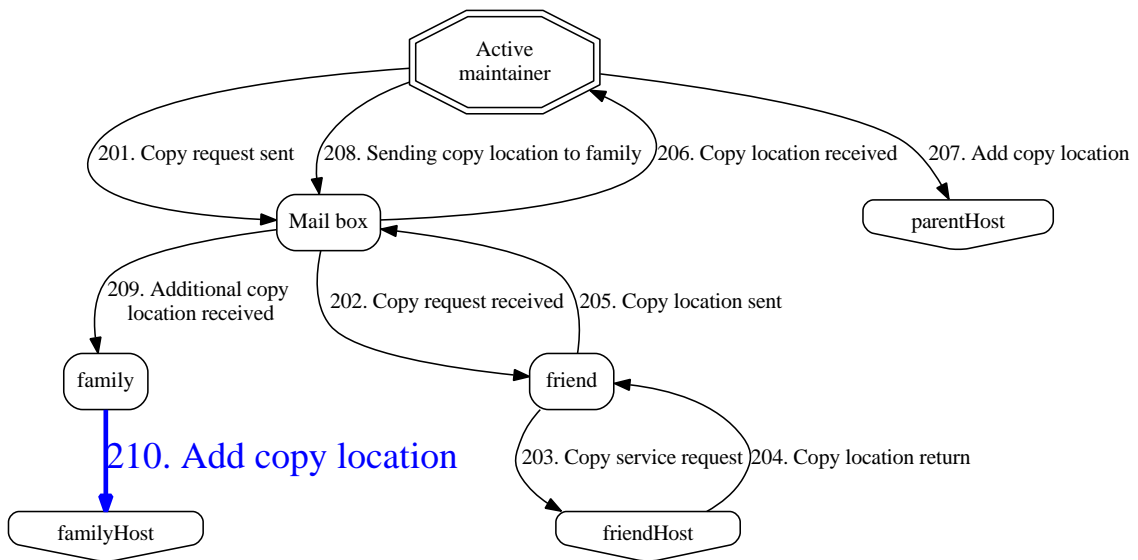 Active
maintainer
201. Copy request sent
208. Sending copy location to family
206. Copy location received
207. Add copy location
Mail box
parentHost
209. Additional copy
location received
202. Copy request received
205. Copy location sent
family
friend
210. Add copy location
203. Copy service request
204. Copy location return
familyHost
friendHost